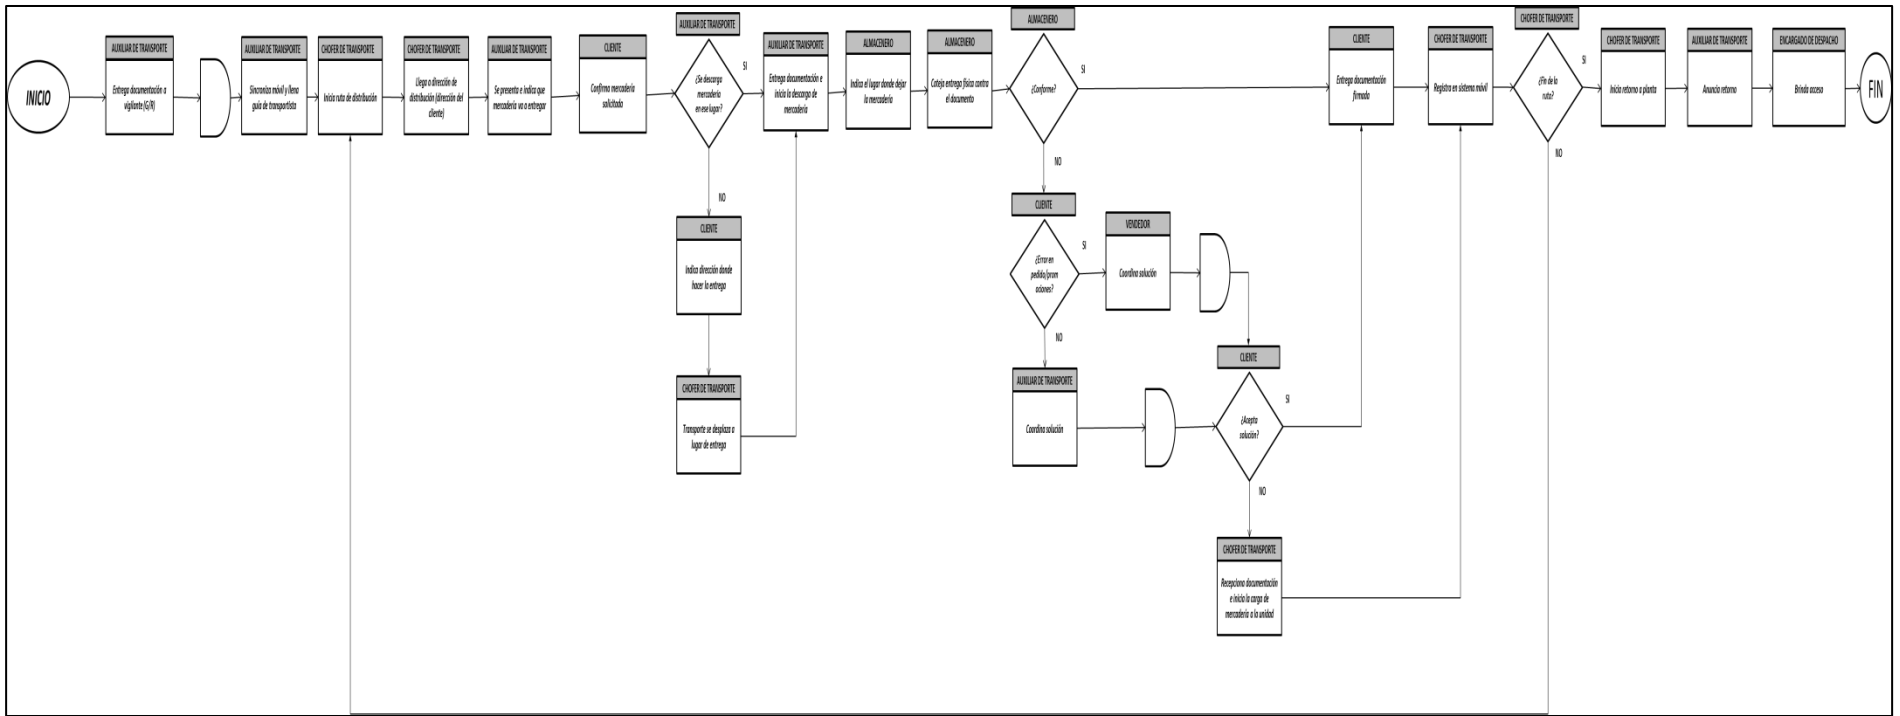 INICIO
AUXILIAR DE TRANSPORTE
Entrega documentación a
vigilante (G/R)
AUXILIAR DE TRANSPORTE
Sincroniza móvil y llena
guía de transportista
CHOFER DE TRANSPORTE
Inicia ruta de distribución
CHOFER DE TRANSPORTE
Llega a dirección de
distribución (dirección del
cliente)
AUXILIAR DE TRANSPORTE
Se presenta e indica que
mercadería va a entregar
CLIENTE
Confirma mercadería
solicitada
AUXILIAR DE TRANSPORTE
¿Se descarga
mercadería
en ese lugar?
SI
NO
CLIENTE
Indica dirección donde
hacer la entrega
CHOFER DE TRANSPORTE
Transporte se desplaza a
lugar de entrega
AUXILIAR DE TRANSPORTE
Entrega documentación e
inicia la descarga de
mercadería
ALMACENERO
Indica el lugar donde dejar
la mercadería
ALMACENERO
Coteja entrega física contra
el documento
ALMACENERO
¿Conforme?
SI
NO
CLIENTE
¿Error en
pedido/prom
ociones?
SI
NO
VENDEDOR
Coordina solución
AUXILIAR DE TRANSPORTE
Coordina solución
CLIENTE
¿Acepta
solución?
SI
NO
CHOFER DE TRANSPORTE
Recepciona documentación
e inicia la carga de
mercadería a la unidad
CLIENTE
Entrega documentación
firmada
CHOFER DE TRANSPORTE
Registra en sistema móvil
CHOFER DE TRANSPORTE
¿Fin de la
ruta?
SI
NO
CHOFER DE TRANSPORTE
Inicia retorno a planta
AUXILIAR DE TRANSPORTE
Anuncia retorno
ENCARGADO DE DESPACHO
Brinda acceso
FIN